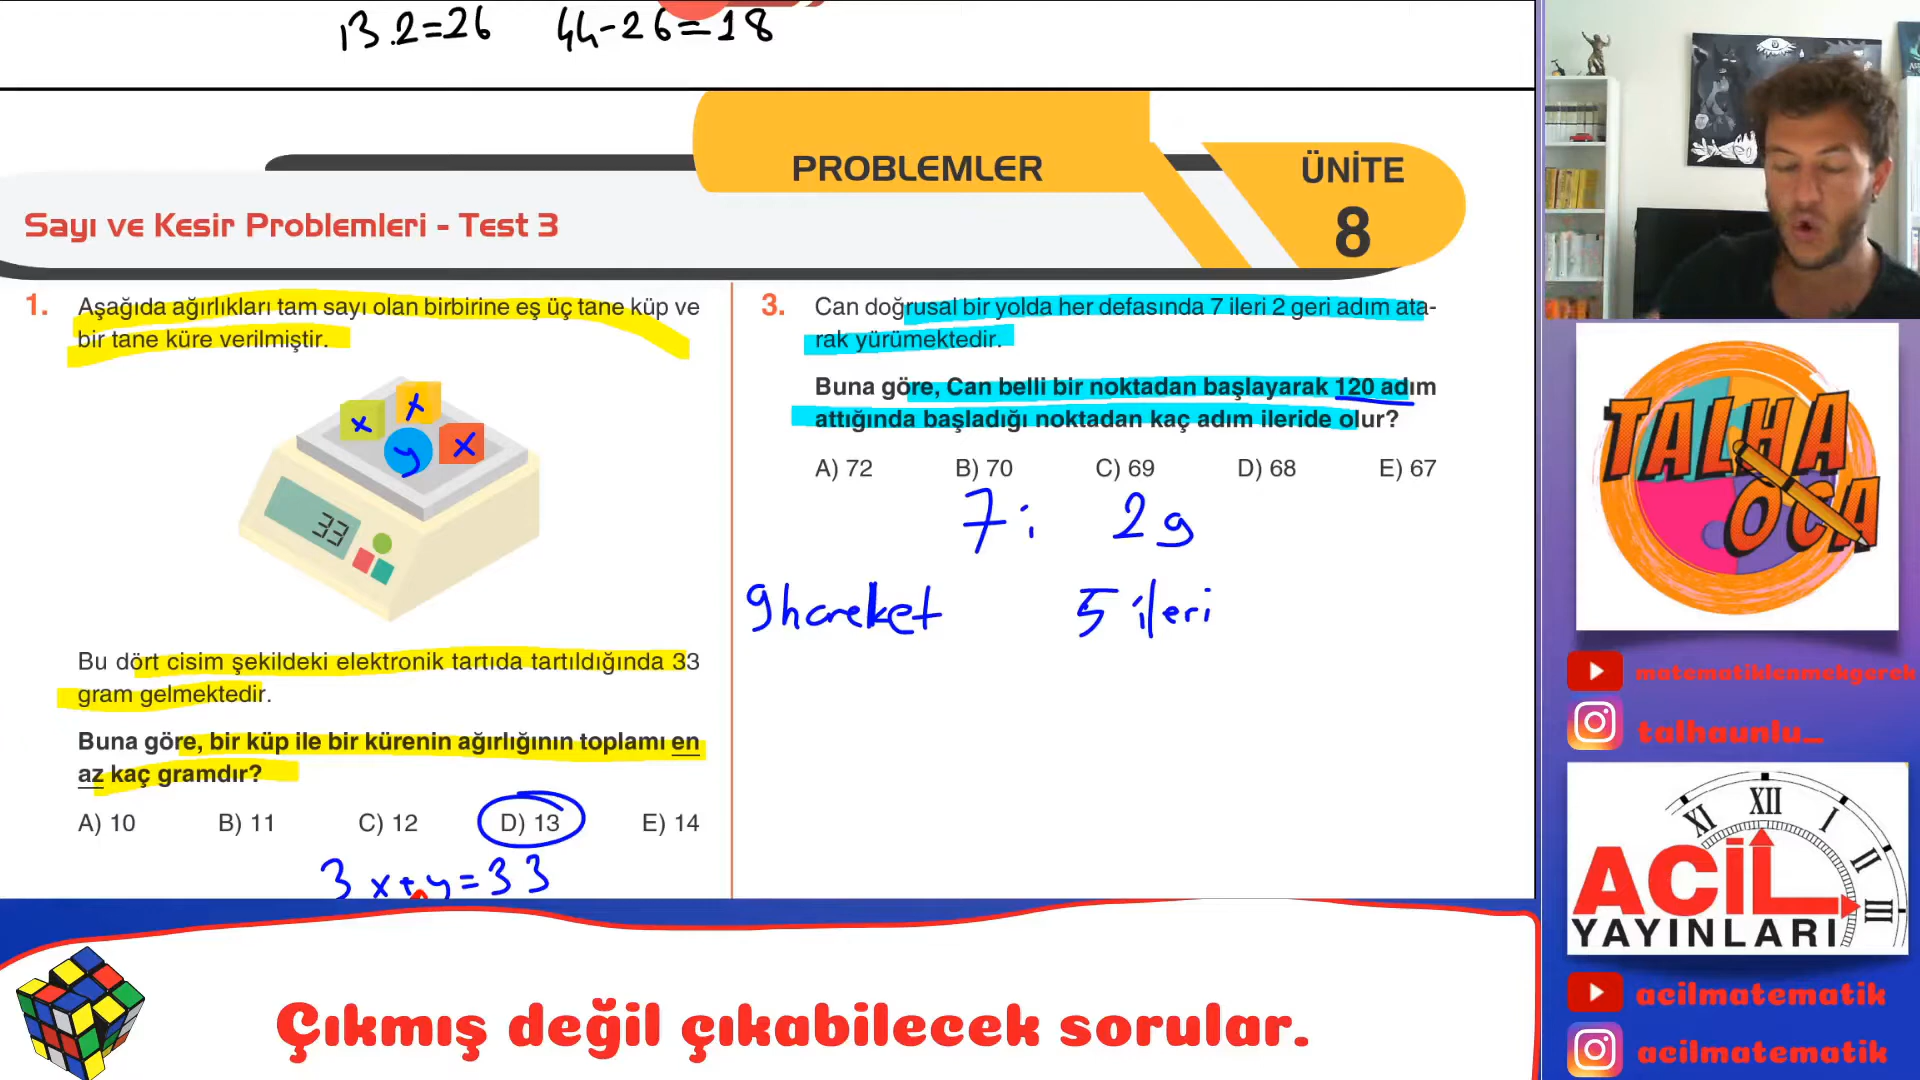 13.2=26 44-26=18
PROBLEMLER
ÜNİTE
8
Sayı ve Kesir Problemleri - Test 3
1. Aşağıda ağırlıkları tam sayı olan birbirine eş üç tane küp ve
bir tane küre verilmiştir.
x
x
x
y
33
Bu dört cisim şekildeki elektronik tartıda tartıldığında 33
gram gelmektedir.
Buna göre, bir küp ile bir kürenin ağırlığının toplamı en
az kaç gramdır?
A) 10 B) 11 C) 12 D) 13 E) 14
3x+y=33
3. Can doğrusal bir yolda her defasında 7 ileri 2 geri adım ata-
rak yürümektedir.
Buna göre, Can belli bir noktadan başlayarak 120 adım
attığında başladığı noktadan kaç adım ileride olur?
A) 72 B) 70 C) 69 D) 68 E) 67
7i 2g
9hareket 5 ileri
TALHA
OCA
matematiklenmekgerek
talhaunlu_
XI XII I II III
ACİL
YAYINLARI
acilmatematik
acilmatematik
Çıkmış değil çıkabilecek sorular.